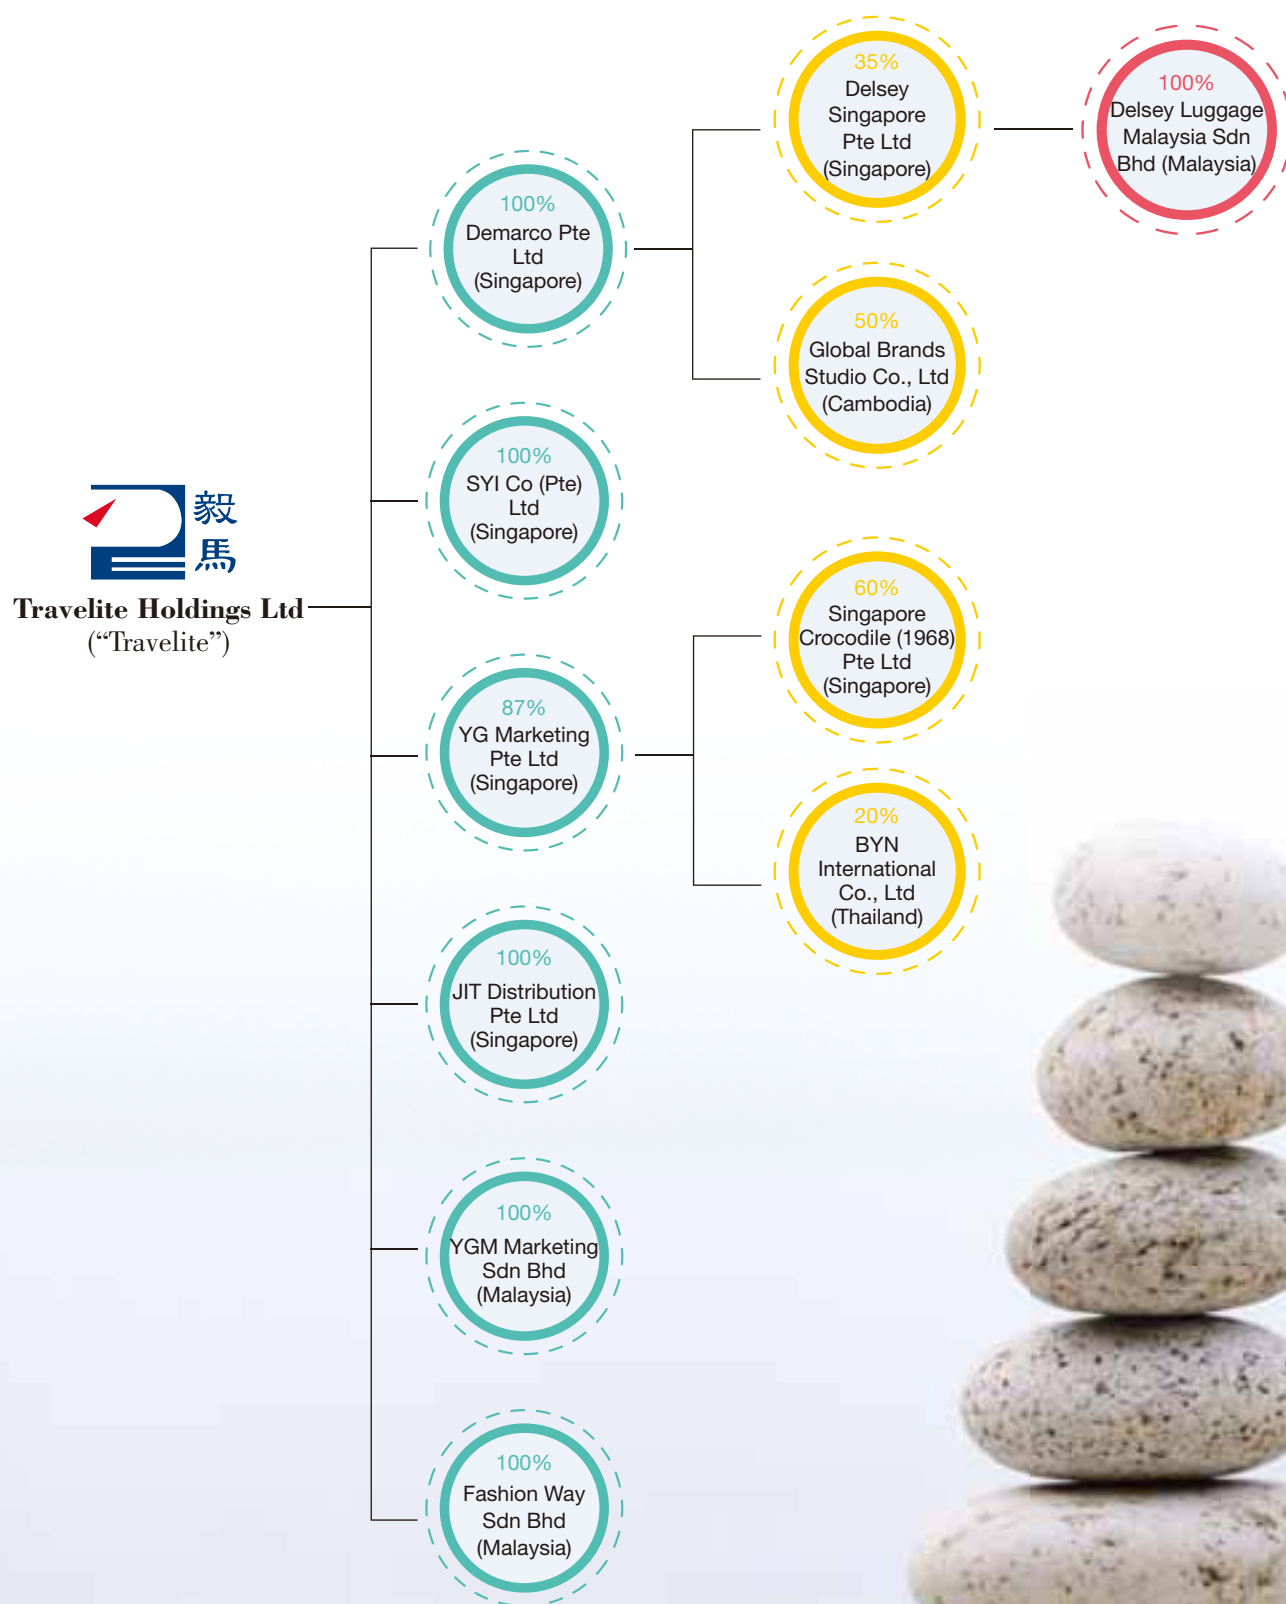 毅
馬
Travelite Holdings Ltd
(“Travelite”)
100%
Demarco Pte
Ltd
(Singapore)
35%
Delsey
Singapore
Pte Ltd
(Singapore)
100%
Delsey Luggage
Malaysia Sdn
Bhd (Malaysia)
50%
Global Brands
Studio Co., Ltd
(Cambodia)
100%
SYI Co (Pte)
Ltd
(Singapore)
87%
YG Marketing
Pte Ltd
(Singapore)
60%
Singapore
Crocodile (1968)
Pte Ltd
(Singapore)
20%
BYN
International
Co., Ltd
(Thailand)
100%
JIT Distribution
Pte Ltd
(Singapore)
100%
YGM Marketing
Sdn Bhd
(Malaysia)
100%
Fashion Way
Sdn Bhd
(Malaysia)